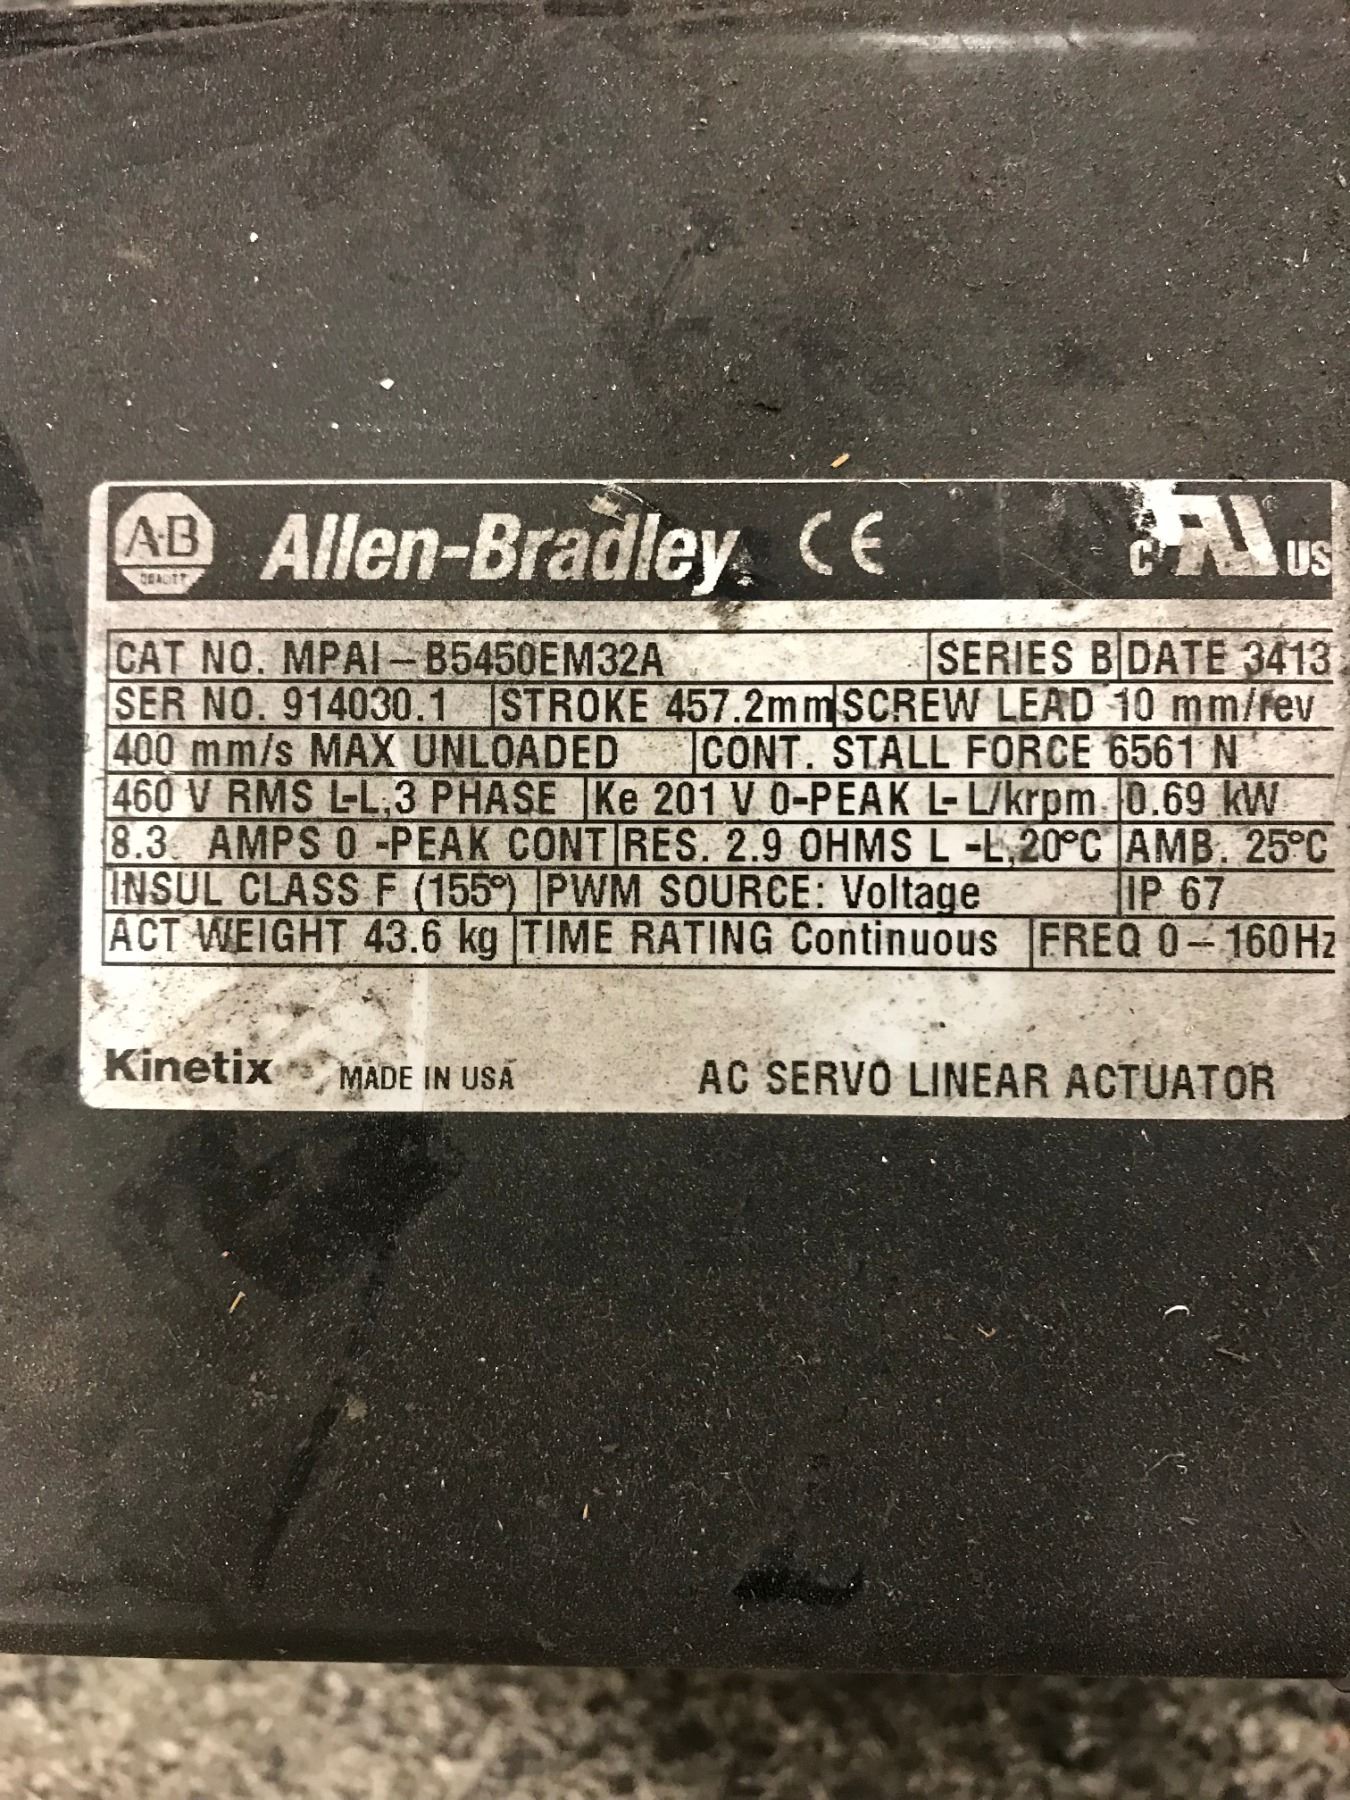 A-B QUALITY Allen-Bradley CE C UR US
CAT NO. MPAI-B5450EM32A SERIES B DATE 3413
SER NO. 914030.1 STROKE 457.2mm SCREW LEAD 10 mm/rev
400 mm/s MAX UNLOADED CONT. STALL FORCE 6561 N
460 V RMS L-L,3 PHASE Ke 201 V 0-PEAK L-L/krpm 0.69 kW
8.3 AMPS 0-PEAK CONT RES. 2.9 OHMS L-L,20°C AMB. 25°C
INSUL CLASS F (155°) PWM SOURCE: Voltage IP 67
ACT WEIGHT 43.6 kg TIME RATING Continuous FREQ 0-160Hz
Kinetix MADE IN USA AC SERVO LINEAR ACTUATOR